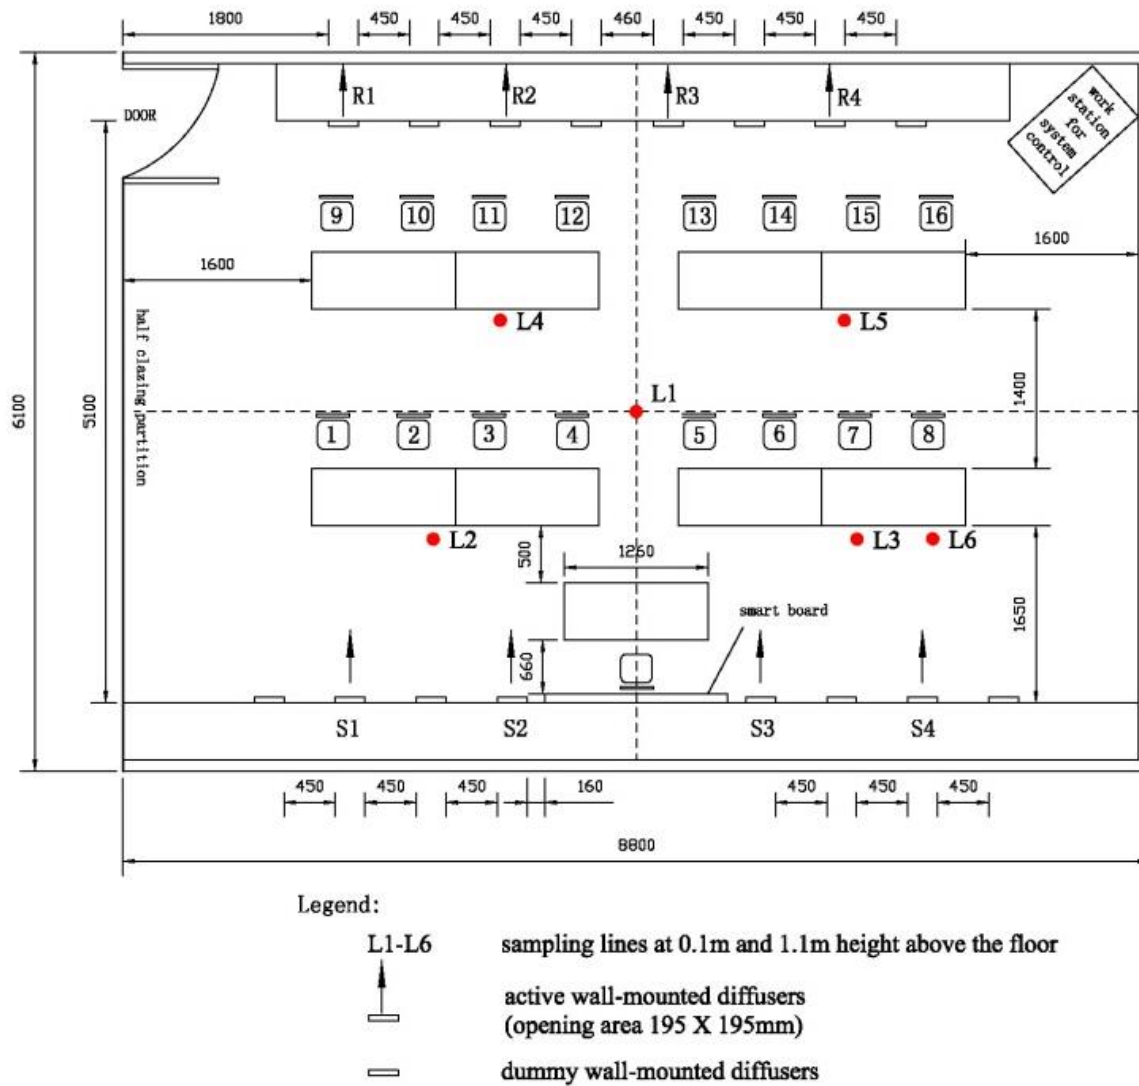 1800 450 450 450 460 450 450 450
R1 R2 R3 R4
work
station
for
system
control
DOOR
9 10 11 12 13 14 15 16
1600 1600
half clazing partition
L4 L5
6100 5100 1400
L1
1 2 3 4 5 6 7 8
L2 L3 L6
500 1260
smart board
660 1650
S1 S2 S3 S4
450 450 450 160 450 450 450
8800
Legend:
L1-L6 sampling lines at 0.1m and 1.1m height above the floor
active wall-mounted diffusers
(opening area 195 X 195mm)
dummy wall-mounted diffusers